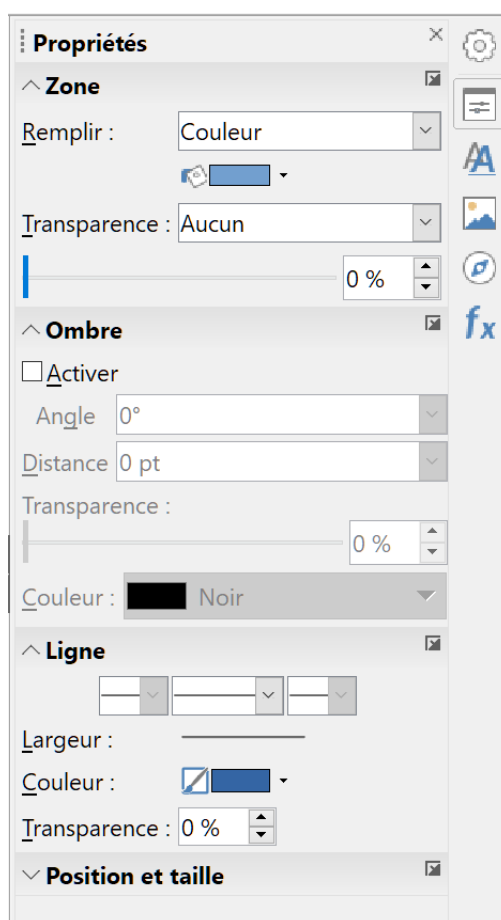 Propriétés
Zone
Remplir : Couleur
Transparence : Aucun
0 %
Ombre
Activer
Angle 0°
Distance 0 pt
Transparence :
0 %
Couleur : Noir
Ligne
Largeur :
Couleur :
Transparence : 0 %
Position et taille